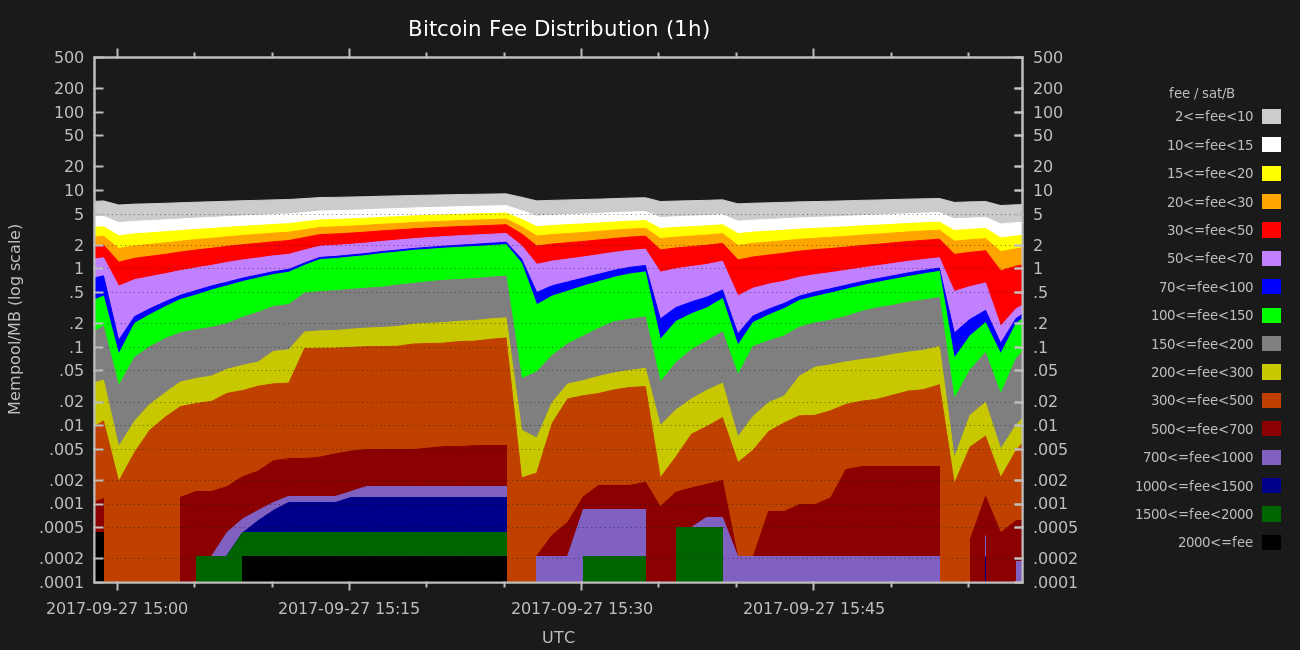 Bitcoin Fee Distribution (1h)
500 500
200 200
100 100
50 50
20 20
10 10
5 5
2 2
1 1
.5 .5
.2 .2
.1 .1
.05 .05
.02 .02
.01 .01
.005 .005
.002 .002
.001 .001
.0005 .0005
.0002 .0002
.0001 .0001
Mempool/MB (log scale)
2017-09-27 15:00 2017-09-27 15:15 2017-09-27 15:30 2017-09-27 15:45
UTC
fee / sat/B
2<=fee<10
10<=fee<15
15<=fee<20
20<=fee<30
30<=fee<50
50<=fee<70
70<=fee<100
100<=fee<150
150<=fee<200
200<=fee<300
300<=fee<500
500<=fee<700
700<=fee<1000
1000<=fee<1500
1500<=fee<2000
2000<=fee